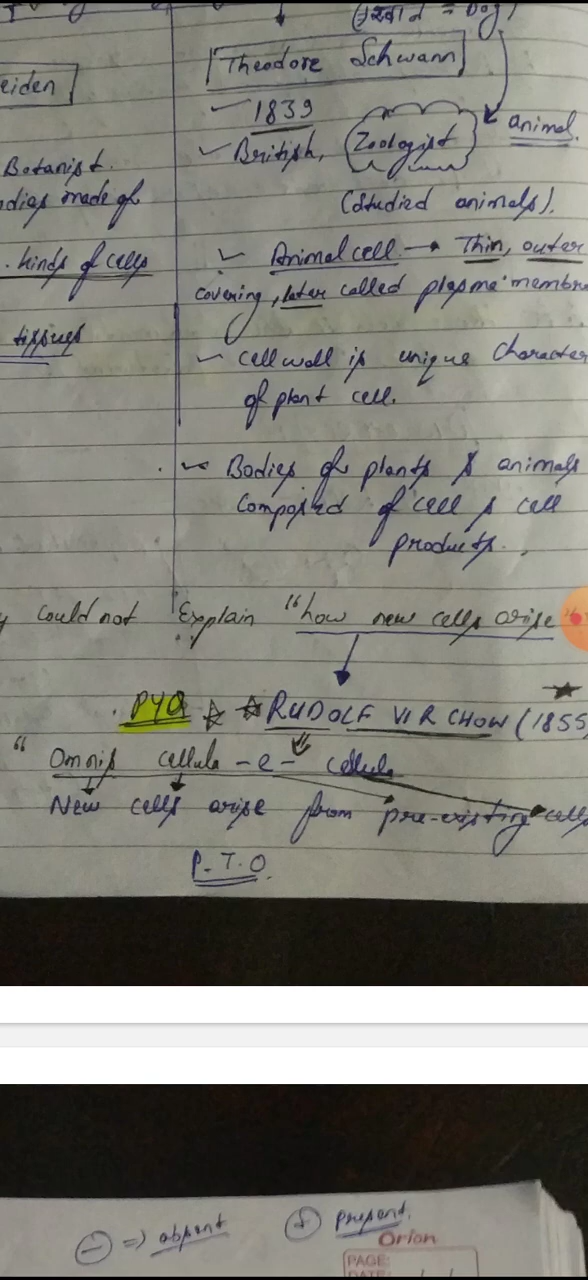 (श्वान = Dog)
eiden
Theodore Schwann
1839
British, Zoologist
animal.
Botanist.
(studied animals).
dies made of
Animal cell → Thin, outer
. kinds of cells
covering, later called plasma membra
tissues
cell wall is unique character
of plant cell.
Bodies of plants & animals
Composed of cell & cell
products.
y could not Explain "how new cells arise"
PYQ RUDOLF VIRCHOW (1855
"Omnis cellula -e- cellula
New cells arise from pre-existing cells
P.T.O.
⊖ => absent ⊕ present.
Orion
PAGE:
DATE: